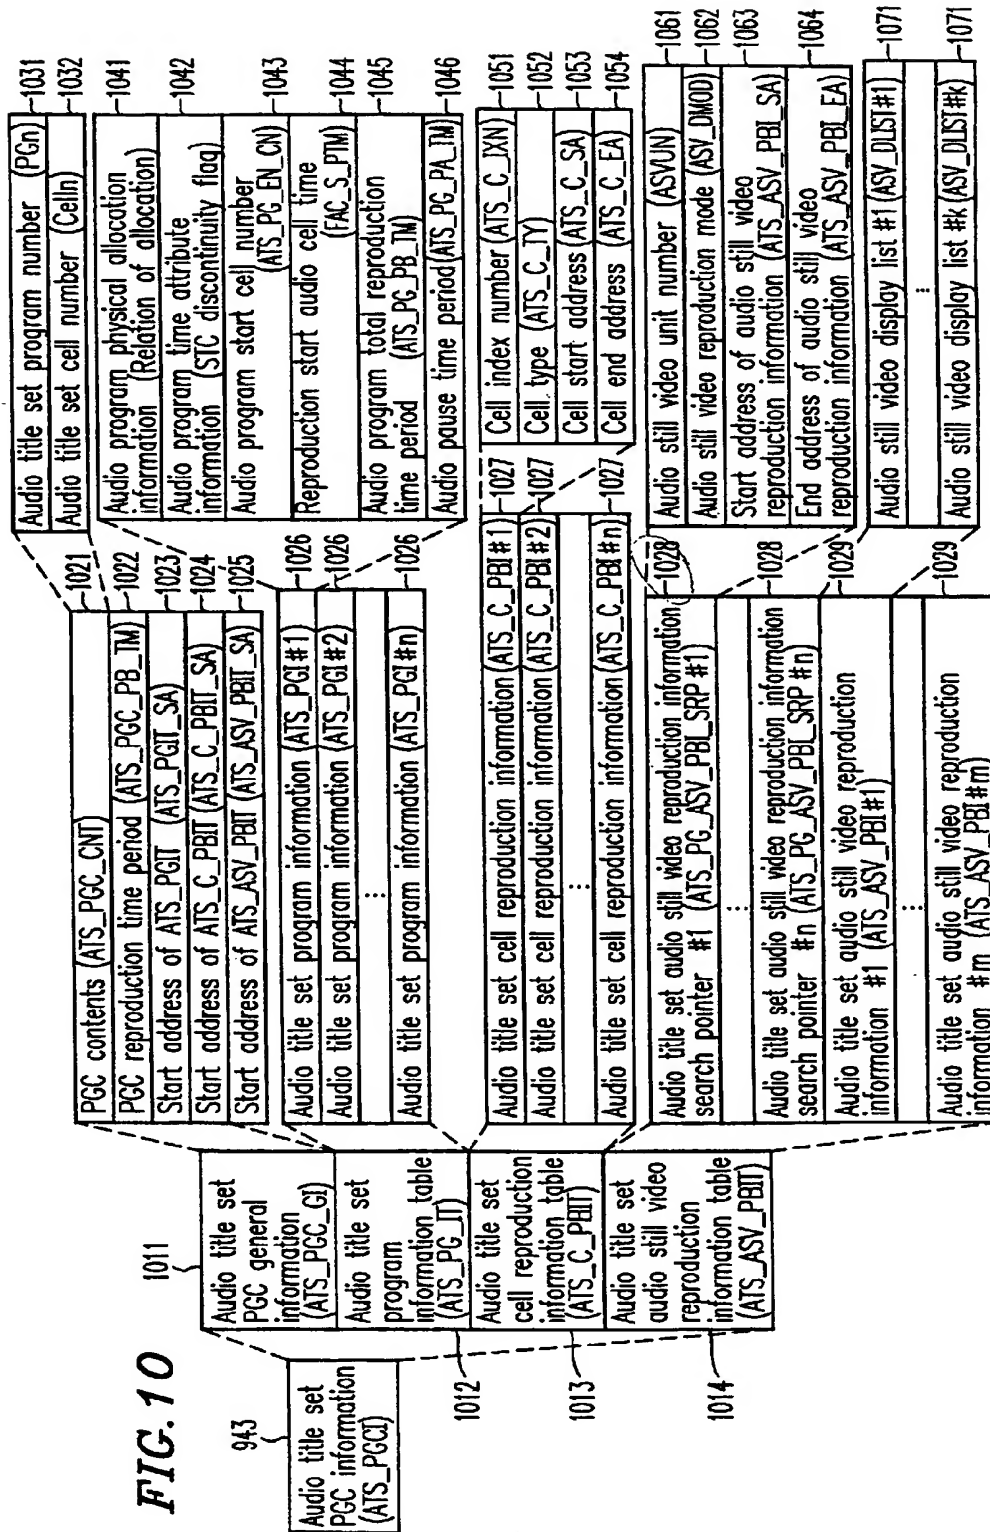 FIG. 10
943
Audio title set
PGC information
(ATS_PGCI)
1011
Audio title set
PGC general
information
(ATS_PGC_GI)
Audio title set
program
information table
(ATS_PG_IT)
1012
Audio title set
cell reproduction
information table
(ATS_C_PBIT)
1013
Audio title set
audio still video
reproduction
information table
(ATS_ASV_PBIT)
1014
PGC contents (ATS_PGC_CNT)
1021
PGC reproduction time period (ATS_PGC_PB_TM)
1022
Start address of ATS_PGIT (ATS_PGIT_SA)
1023
Start address of ATS_C_PBIT (ATS_C_PBIT_SA)
1024
Start address of ATS_ASV_PBIT (ATS_ASV_PBIT_SA)
1025
Audio title set program information (ATS_PGI#1)
1026
Audio title set program information (ATS_PGI#2)
1026
⋮
Audio title set program information (ATS_PGI#n)
1026
Audio title set cell reproduction information (ATS_C_PBI#1)
1027
Audio title set cell reproduction information (ATS_C_PBI#2)
1027
⋮
Audio title set cell reproduction information (ATS_C_PBI#n)
1027
Audio title set audio still video reproduction information
search pointer #1 (ATS_PG_ASV_PBI_SRP#1)
1028
⋮
Audio title set audio still video reproduction information
search pointer #n (ATS_PG_ASV_PBI_SRP#n)
1028
Audio title set audio still video reproduction
information #1 (ATS_ASV_PBI#1)
1029
⋮
Audio title set audio still video reproduction
information #m (ATS_ASV_PBI#m)
1029
Audio title set program number (PGn)
1031
Audio title set cell number (Celln)
1032
Audio program physical allocation
information (Relation of allocation)
1041
Audio program time attribute
information (STC discontinuity flag)
1042
Audio program start cell number
(ATS_PG_EN_CN)
1043
Reproduction start audio cell time
(FAC_S_PTM)
1044
Audio program total reproduction
time period (ATS_PG_PB_TM)
1045
Audio pause time period (ATS_PG_PA_TM)
1046
Cell index number (ATS_C_IXN)
1051
Cell type (ATS_C_TY)
1052
Cell start address (ATS_C_SA)
1053
Cell end address (ATS_C_EA)
1054
Audio still video unit number (ASVUN)
1061
Audio still video reproduction mode (ASV_DMOD)
1062
Start address of audio still video
reproduction information (ATS_ASV_PBI_SA)
1063
End address of audio still video
reproduction information (ATS_ASV_PBI_EA)
1064
Audio still video display list #1 (ASV_DLIST#1)
1071
⋮
Audio still video display list #k (ASV_DLIST#k)
1071